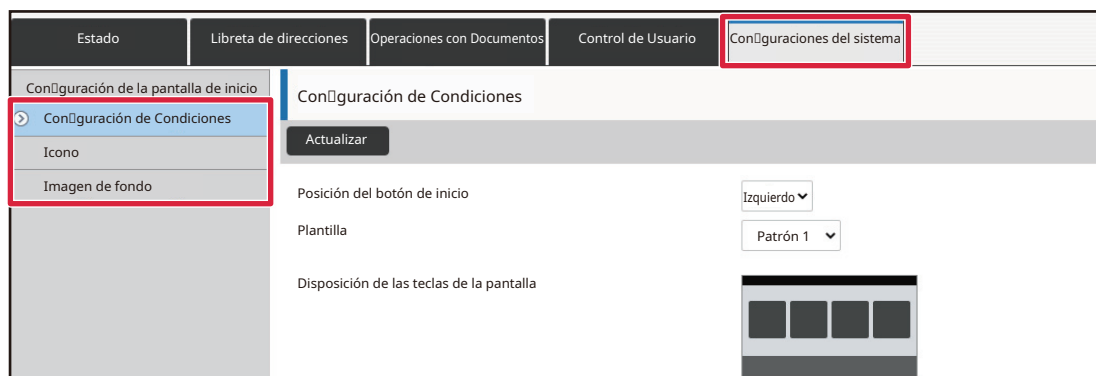 Estado
Libreta de direcciones
Operaciones con Documentos
Control de Usuario
Con▯guraciones del sistema
Con▯guración de la pantalla de inicio
Con▯guración de Condiciones
Icono
Imagen de fondo
Con▯guración de Condiciones
Actualizar
Posición del botón de inicio
Izquierdo
Plantilla
Patrón 1
Disposición de las teclas de la pantalla